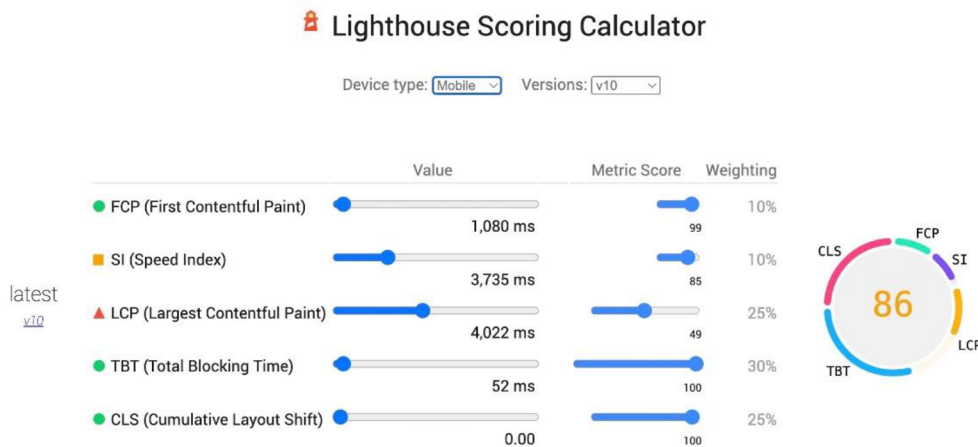 Lighthouse Scoring Calculator
Device type: Mobile Versions: v10
Value Metric Score Weighting
FCP (First Contentful Paint) 10%
1,080 ms 99
SI (Speed Index) 10%
3,735 ms 85
latest
v10
LCP (Largest Contentful Paint) 25%
4,022 ms 49
TBT (Total Blocking Time) 30%
52 ms 100
CLS (Cumulative Layout Shift) 25%
0.00 100
FCP
CLS
SI
86
LCP
TBT